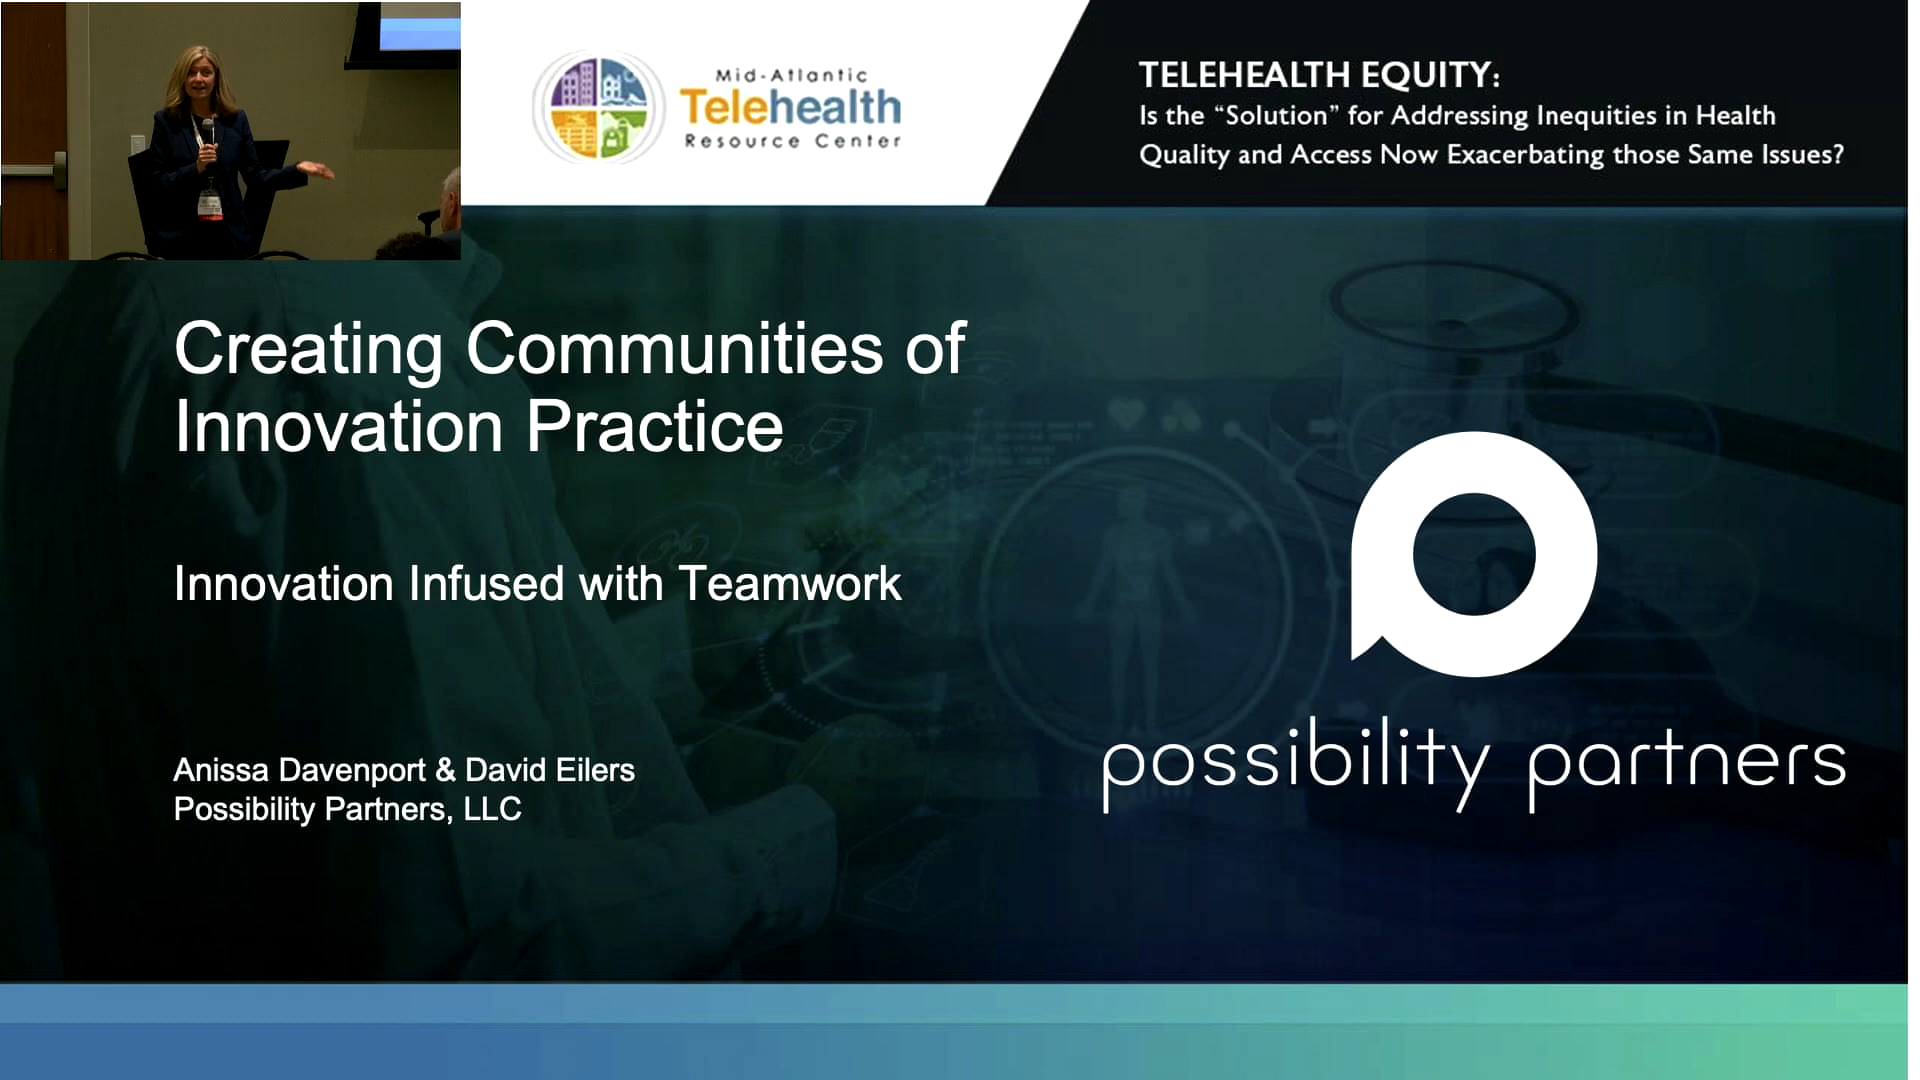 Mid-Atlantic
Telehealth
Resource Center
TELEHEALTH EQUITY:
Is the “Solution” for Addressing Inequities in Health
Quality and Access Now Exacerbating those Same Issues?
Creating Communities of
Innovation Practice
Innovation Infused with Teamwork
Anissa Davenport & David Eilers
Possibility Partners, LLC
possibility partners